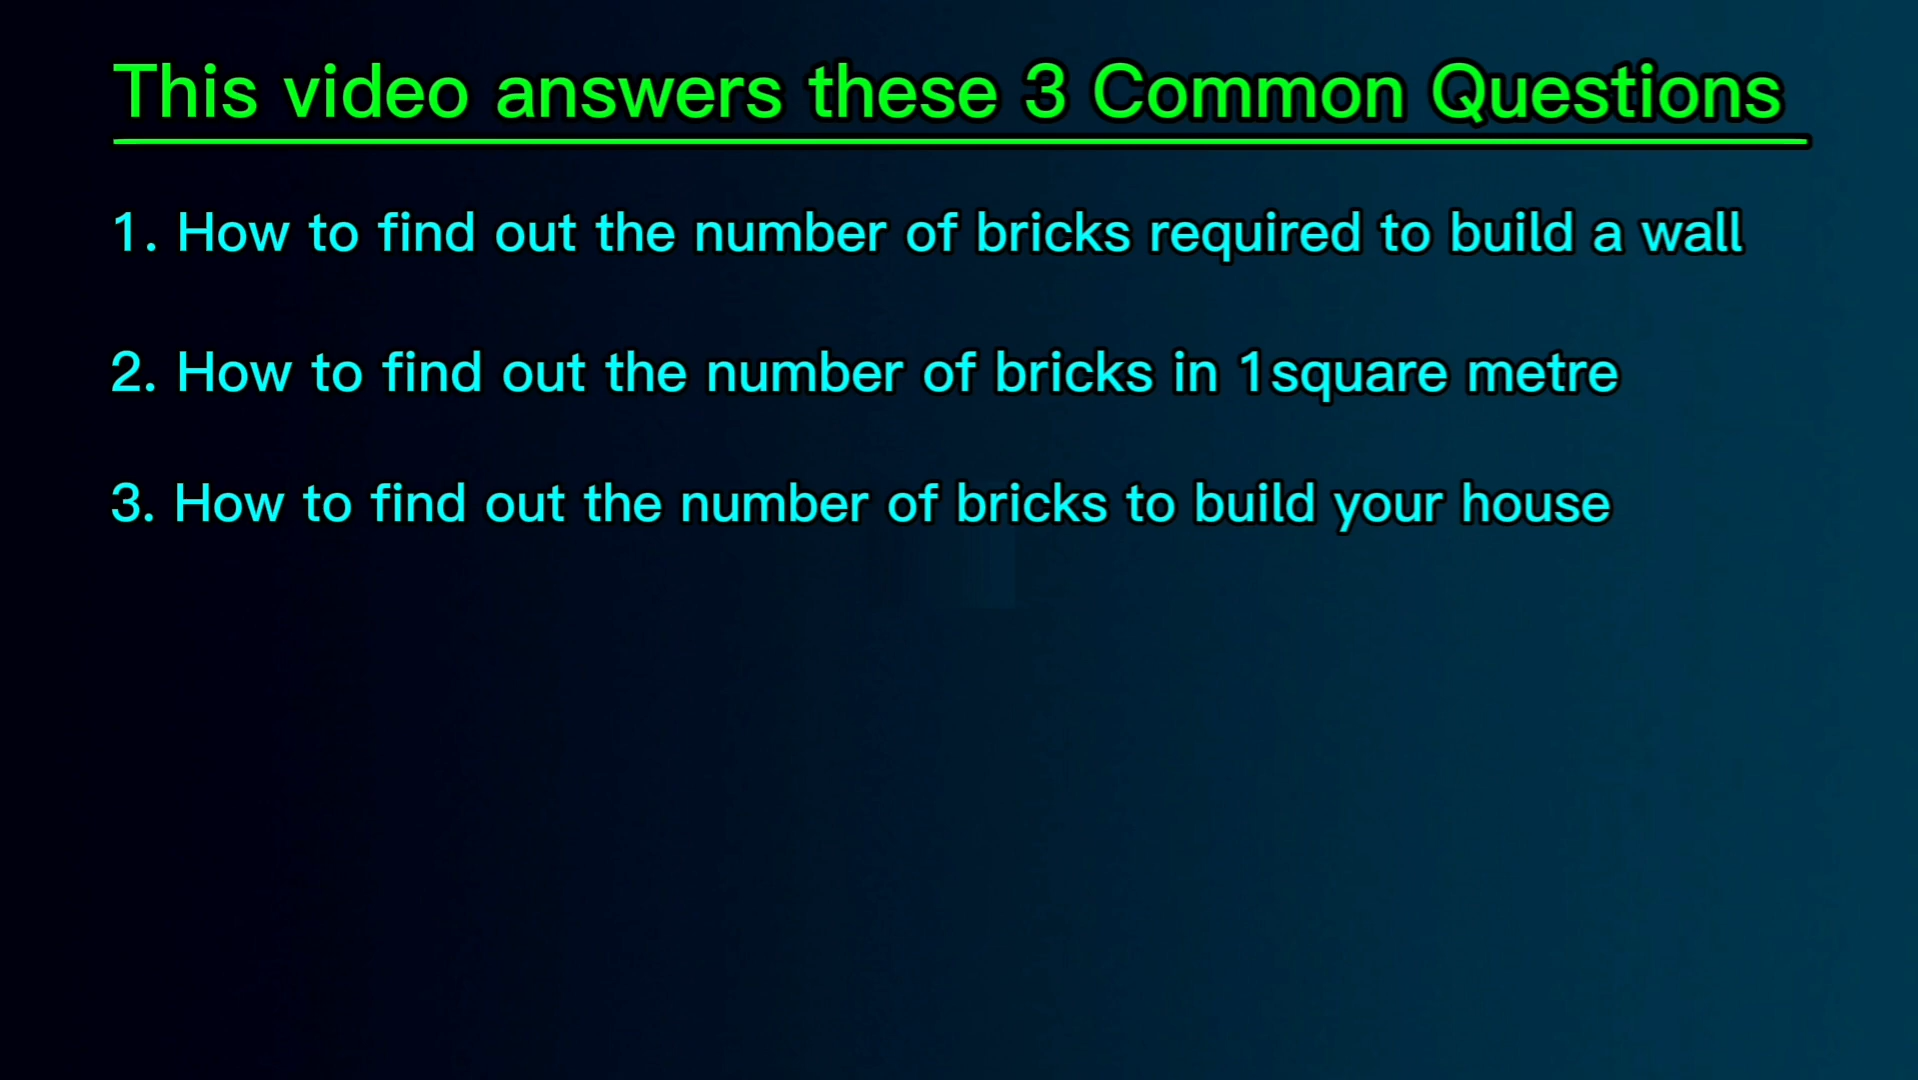 This video answers these 3 Common Questions
1. How to find out the number of bricks required to build a wall
2. How to find out the number of bricks in 1square metre
3. How to find out the number of bricks to build your house